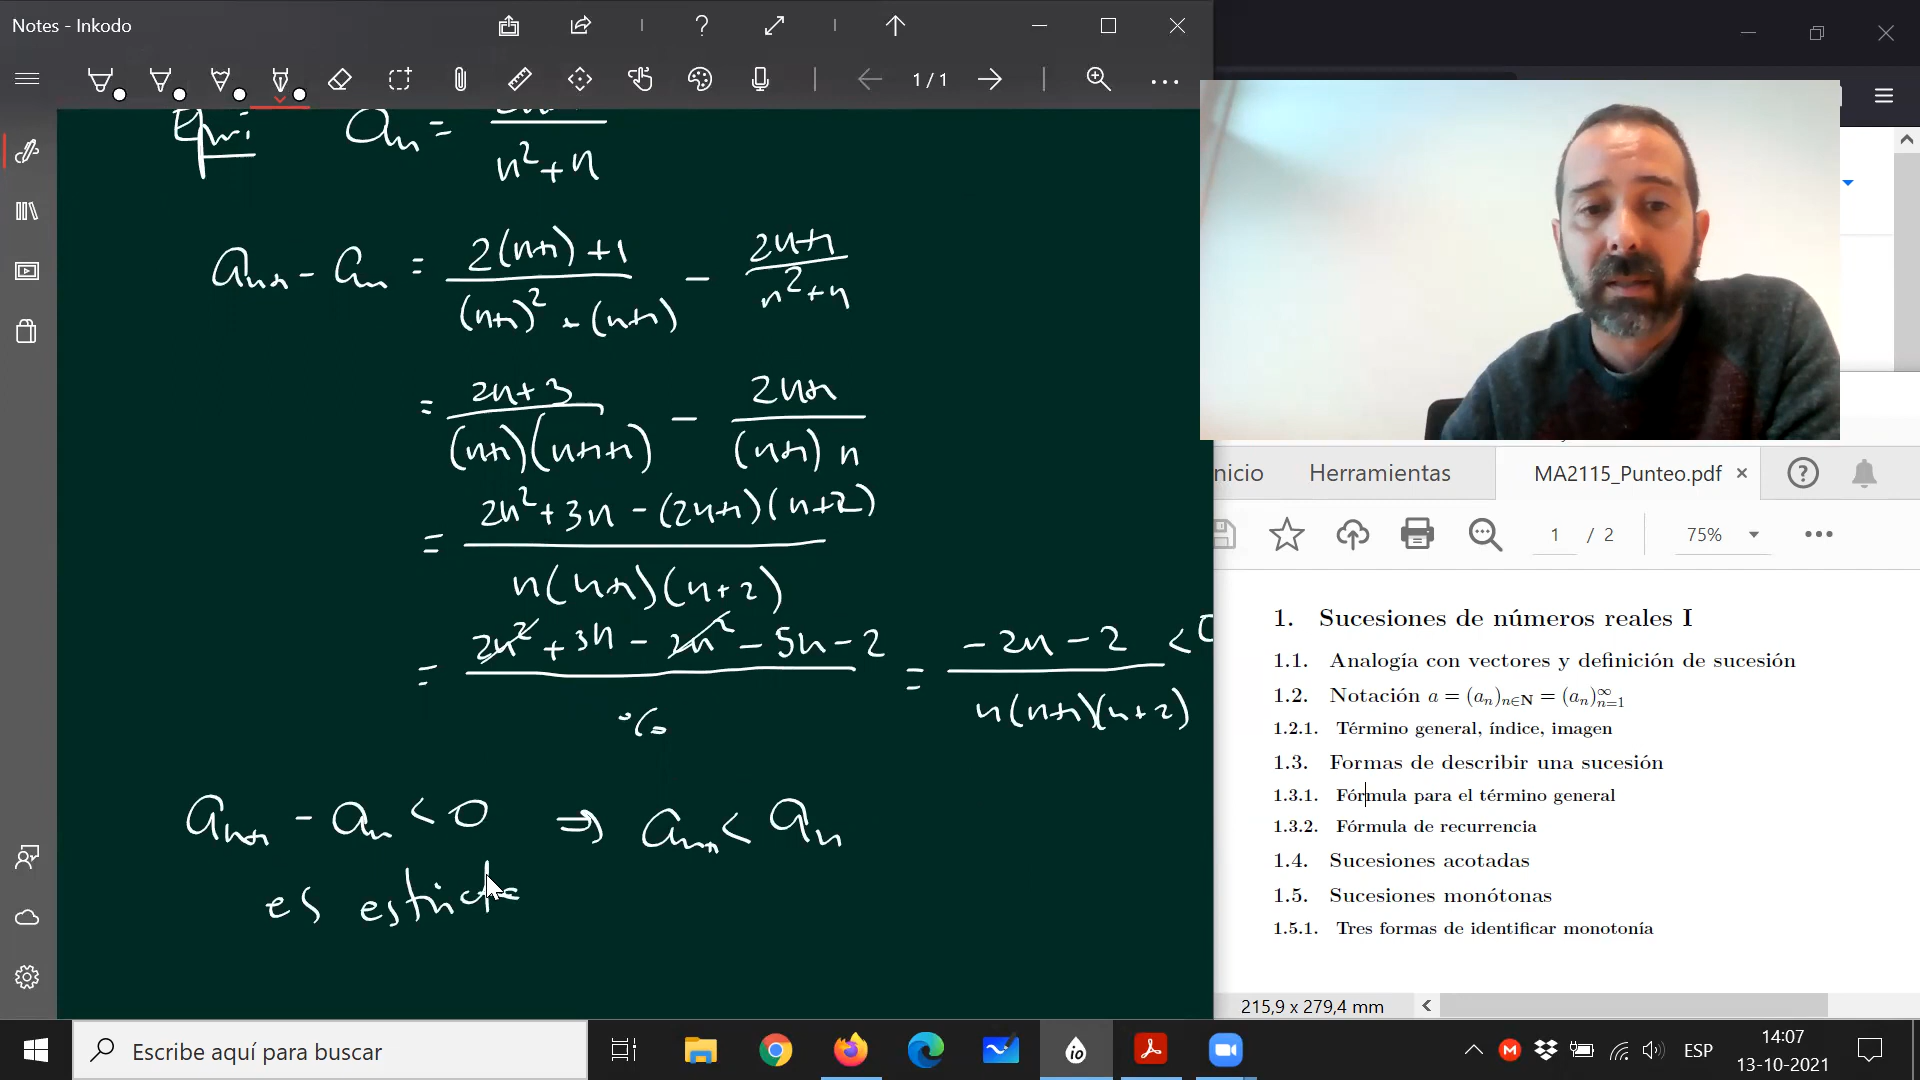 Notes - Inkodo
1 / 1
Ejm: aₙ =
n² + n
aₙ₊₁ - aₙ = 2(n+1) + 1 / (n+1)² + (n+1) - 2n+1 / n² + n
= 2n+3 / (n+1)(n+1+1) - 2n+1 / (n+1) n
= 2n² + 3n - (2n+1)(n+2) / n(n+1)(n+2)
= 2n² + 3n - 2n² - 5n - 2 / = -2n - 2 / n(n+1)(n+2) < 0
aₙ₊₁ - aₙ < 0 ⇒ aₙ₊₁ < aₙ
es estricta
nicio Herramientas MA2115_Punteo.pdf
1 / 2 75%
1. Sucesiones de números reales I
1.1. Analogía con vectores y definición de sucesión
1.2. Notación a = (aₙ)ₙ∈N = (aₙ)ₙ₌₁^∞
1.2.1. Término general, índice, imagen
1.3. Formas de describir una sucesión
1.3.1. Fórmula para el término general
1.3.2. Fórmula de recurrencia
1.4. Sucesiones acotadas
1.5. Sucesiones monótonas
1.5.1. Tres formas de identificar monotonía
215,9 x 279,4 mm
Escribe aquí para buscar
io
ESP
14:07
13-10-2021